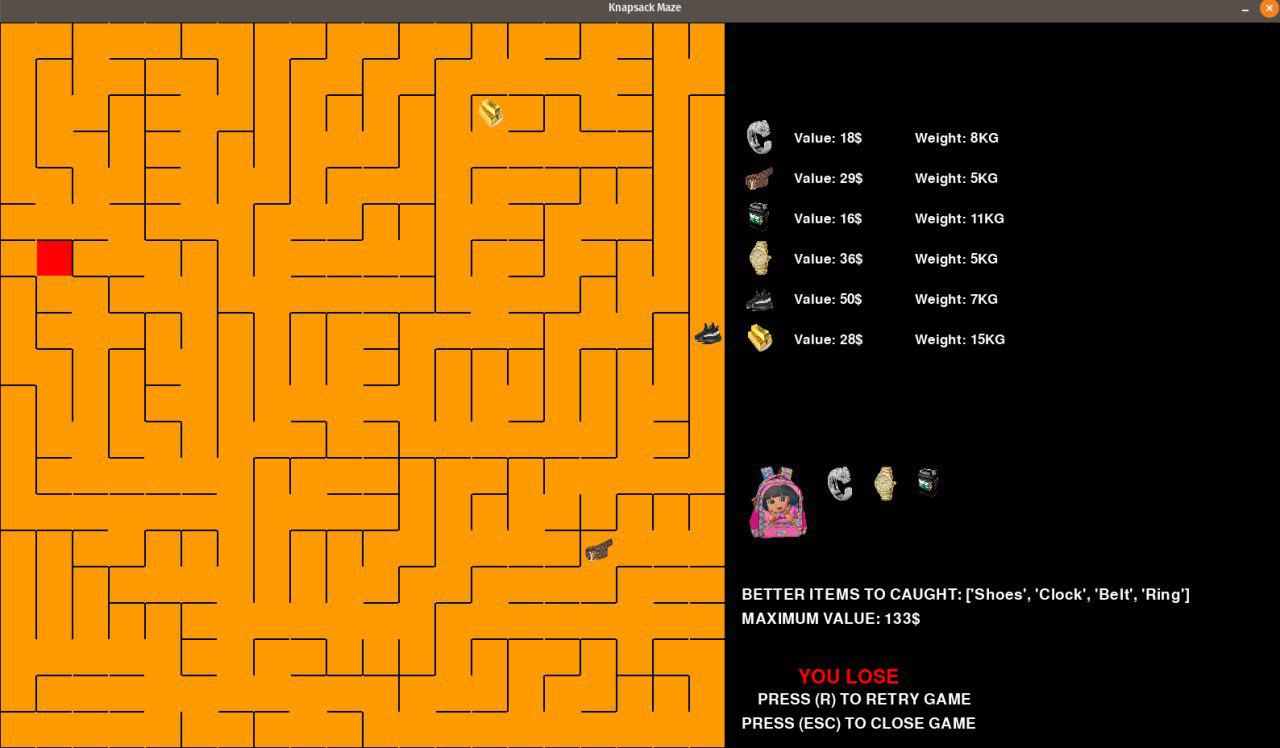 Knapsack Maze
Value: 18$ Weight: 8KG
Value: 29$ Weight: 5KG
Value: 16$ Weight: 11KG
Value: 36$ Weight: 5KG
Value: 50$ Weight: 7KG
Value: 28$ Weight: 15KG
BETTER ITEMS TO CAUGHT: ['Shoes', 'Clock', 'Belt', 'Ring']
MAXIMUM VALUE: 133$
YOU LOSE
PRESS (R) TO RETRY GAME
PRESS (ESC) TO CLOSE GAME